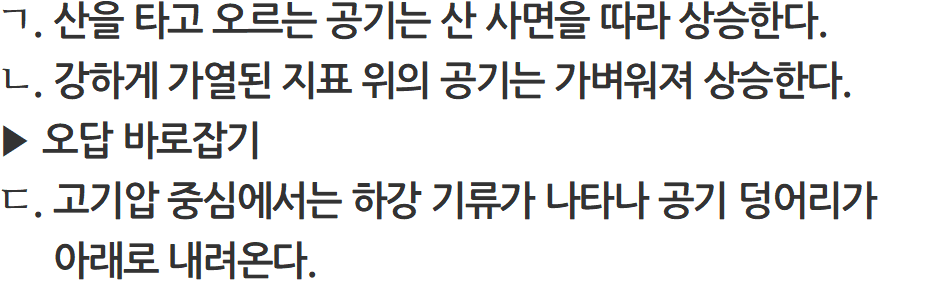 ㄱ. 산을 타고 오르는 공기는 산 사면을 따라 상승한다.
ㄴ. 강하게 가열된 지표 위의 공기는 가벼워져 상승한다.
▶ 오답 바로잡기
ㄷ. 고기압 중심에서는 하강 기류가 나타나 공기 덩어리가
아래로 내려온다.